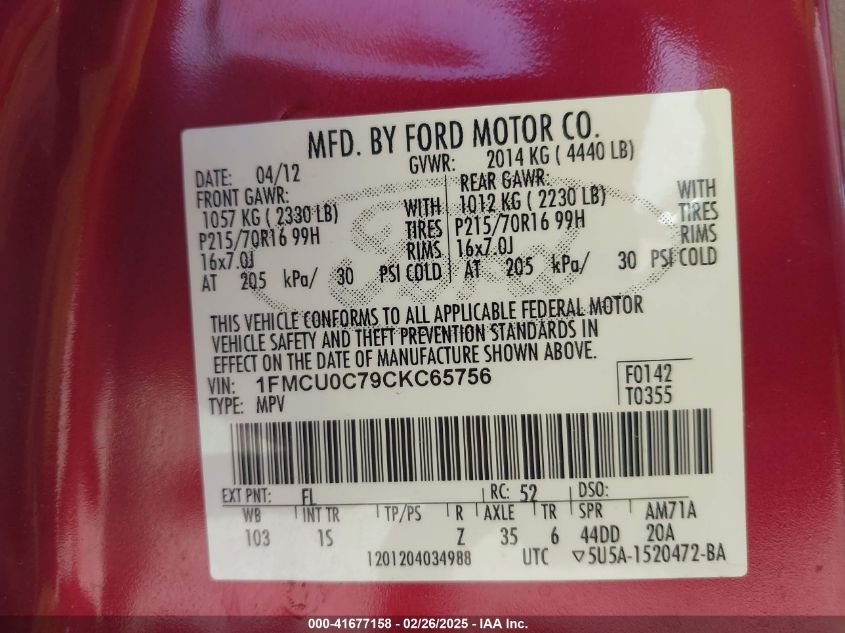 MFD. BY FORD MOTOR CO.
DATE: 04/12 GVWR: 2014 KG ( 4440 LB)
FRONT GAWR: REAR GAWR:
1057 KG ( 2330 LB) WITH 1012 KG ( 2230 LB) WITH
P215/70R16 99H TIRES P215/70R16 99H TIRES
16x7.0J RIMS 16x7.0J RIMS
AT 205 kPa/ 30 PSI COLD AT 205 kPa/ 30 PSI COLD
Ford
THIS VEHICLE CONFORMS TO ALL APPLICABLE FEDERAL MOTOR
VEHICLE SAFETY AND THEFT PREVENTION STANDARDS IN
EFFECT ON THE DATE OF MANUFACTURE SHOWN ABOVE.
VIN: 1FMCU0C79CKC65756 F0142
TYPE: MPV T0355
EXT PNT: FL RC: 52 DSO:
WB INT TR TP/PS R AXLE TR SPR AM71A
103 1S Z 35 6 44DD 20A
1201204034988 UTC ▽5U5A-1520472-BA
000-41677158 - 02/26/2025 - IAA Inc.